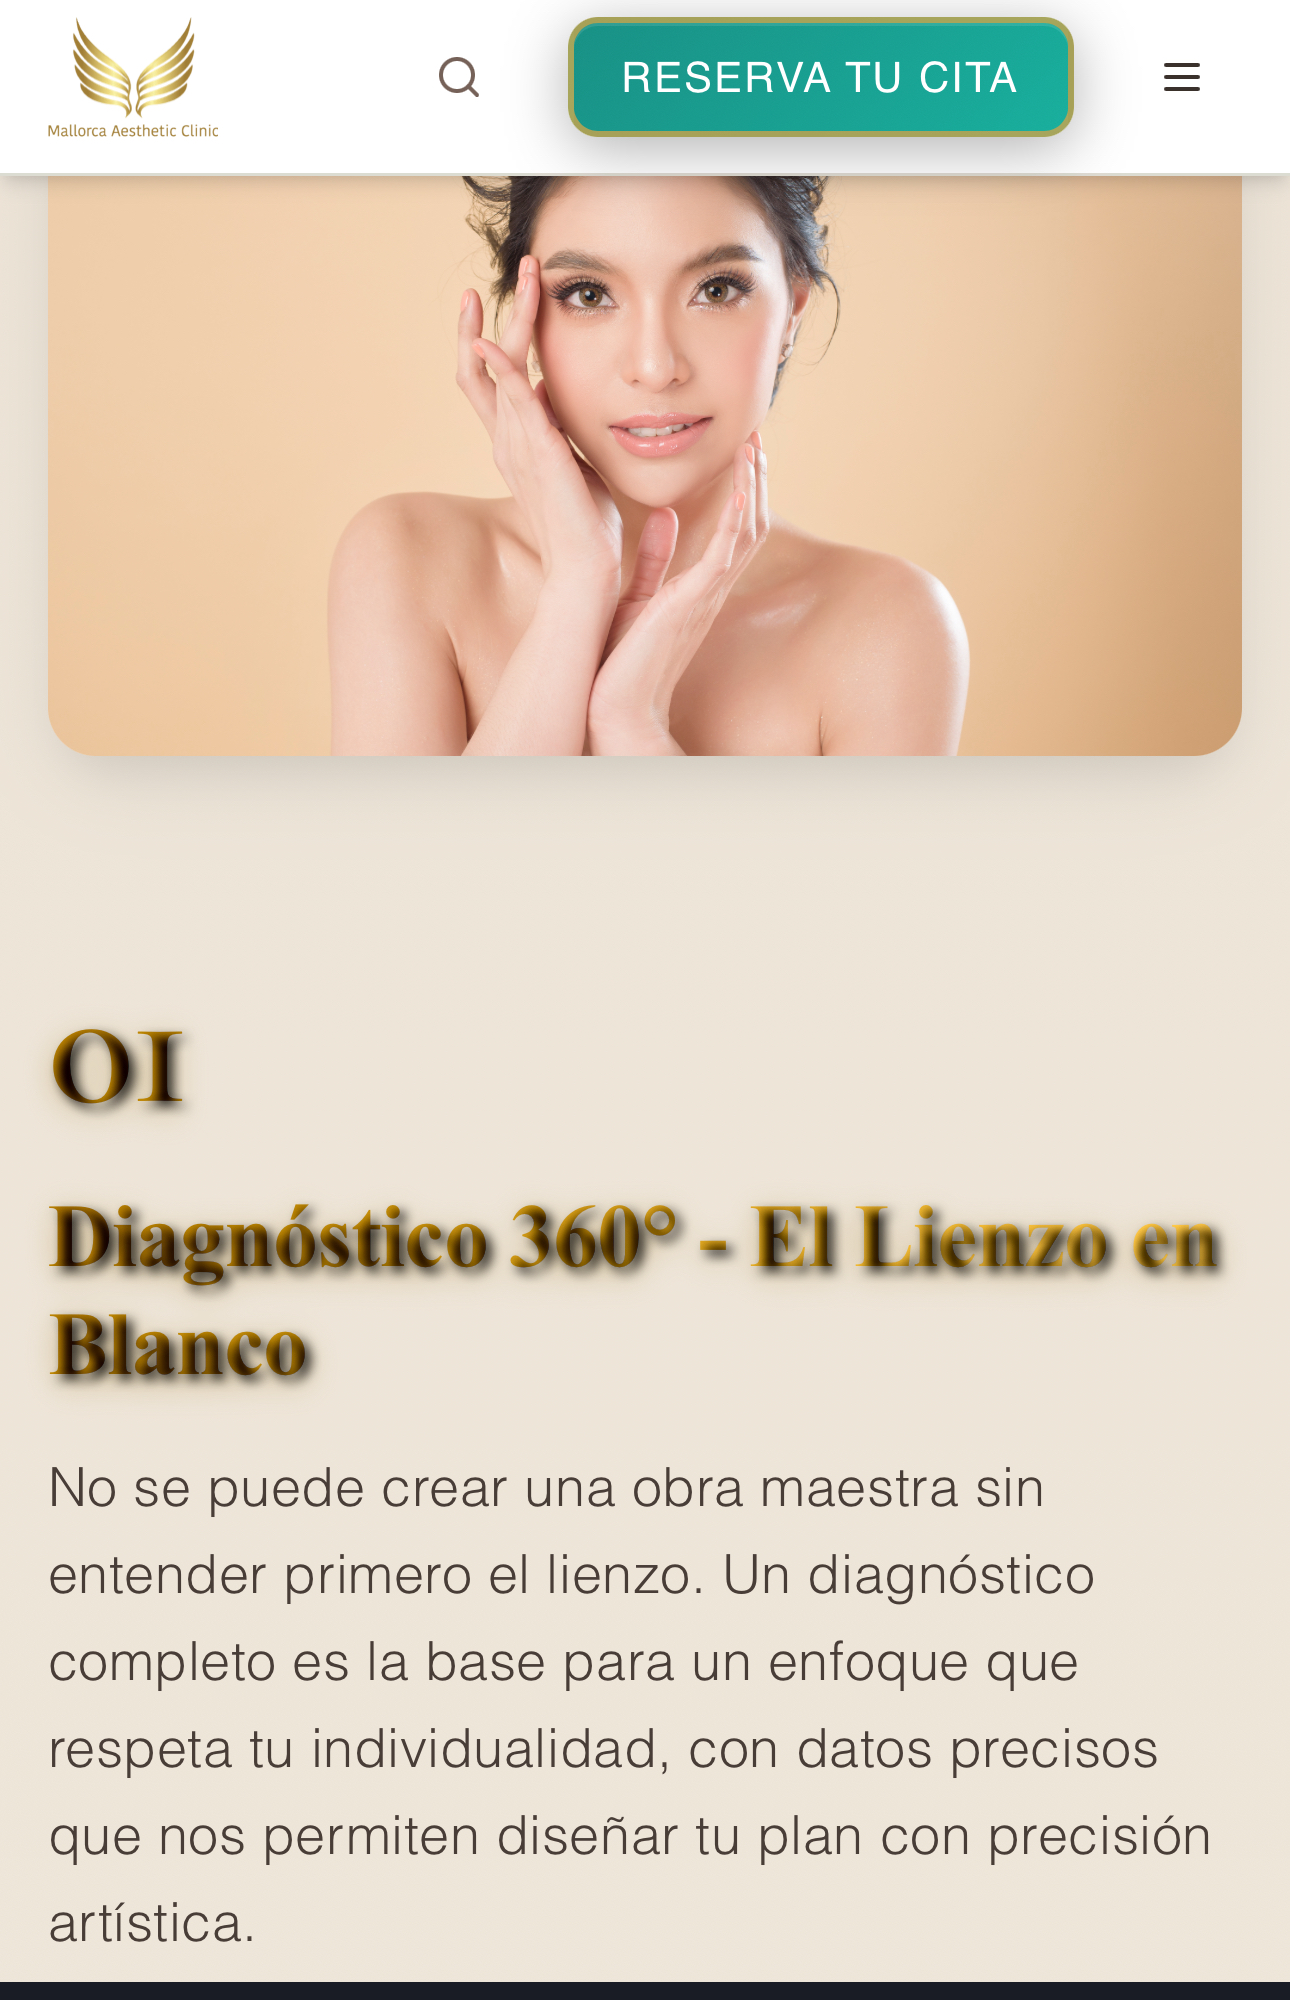 Mallorca Aesthetic Clinic
RESERVA TU CITA
01
Diagnóstico 360° - El Lienzo en
Blanco
No se puede crear una obra maestra sin
entender primero el lienzo. Un diagnóstico
completo es la base para un enfoque que
respeta tu individualidad, con datos precisos
que nos permiten diseñar tu plan con precisión
artística.